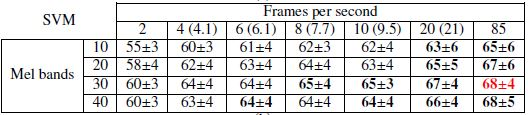 SVM Frames per second
2 4 (4.1) 6 (6.1) 8 (7.7) 10 (9.5) 20 (21) 85
Mel bands
10 55±3 60±3 61±4 62±3 62±4 63±6 65±6
20 58±4 62±4 63±4 64±4 63±4 65±5 67±6
30 60±3 64±4 64±4 65±4 65±3 67±4 68±4
40 60±3 63±4 64±4 64±4 64±4 66±4 68±5